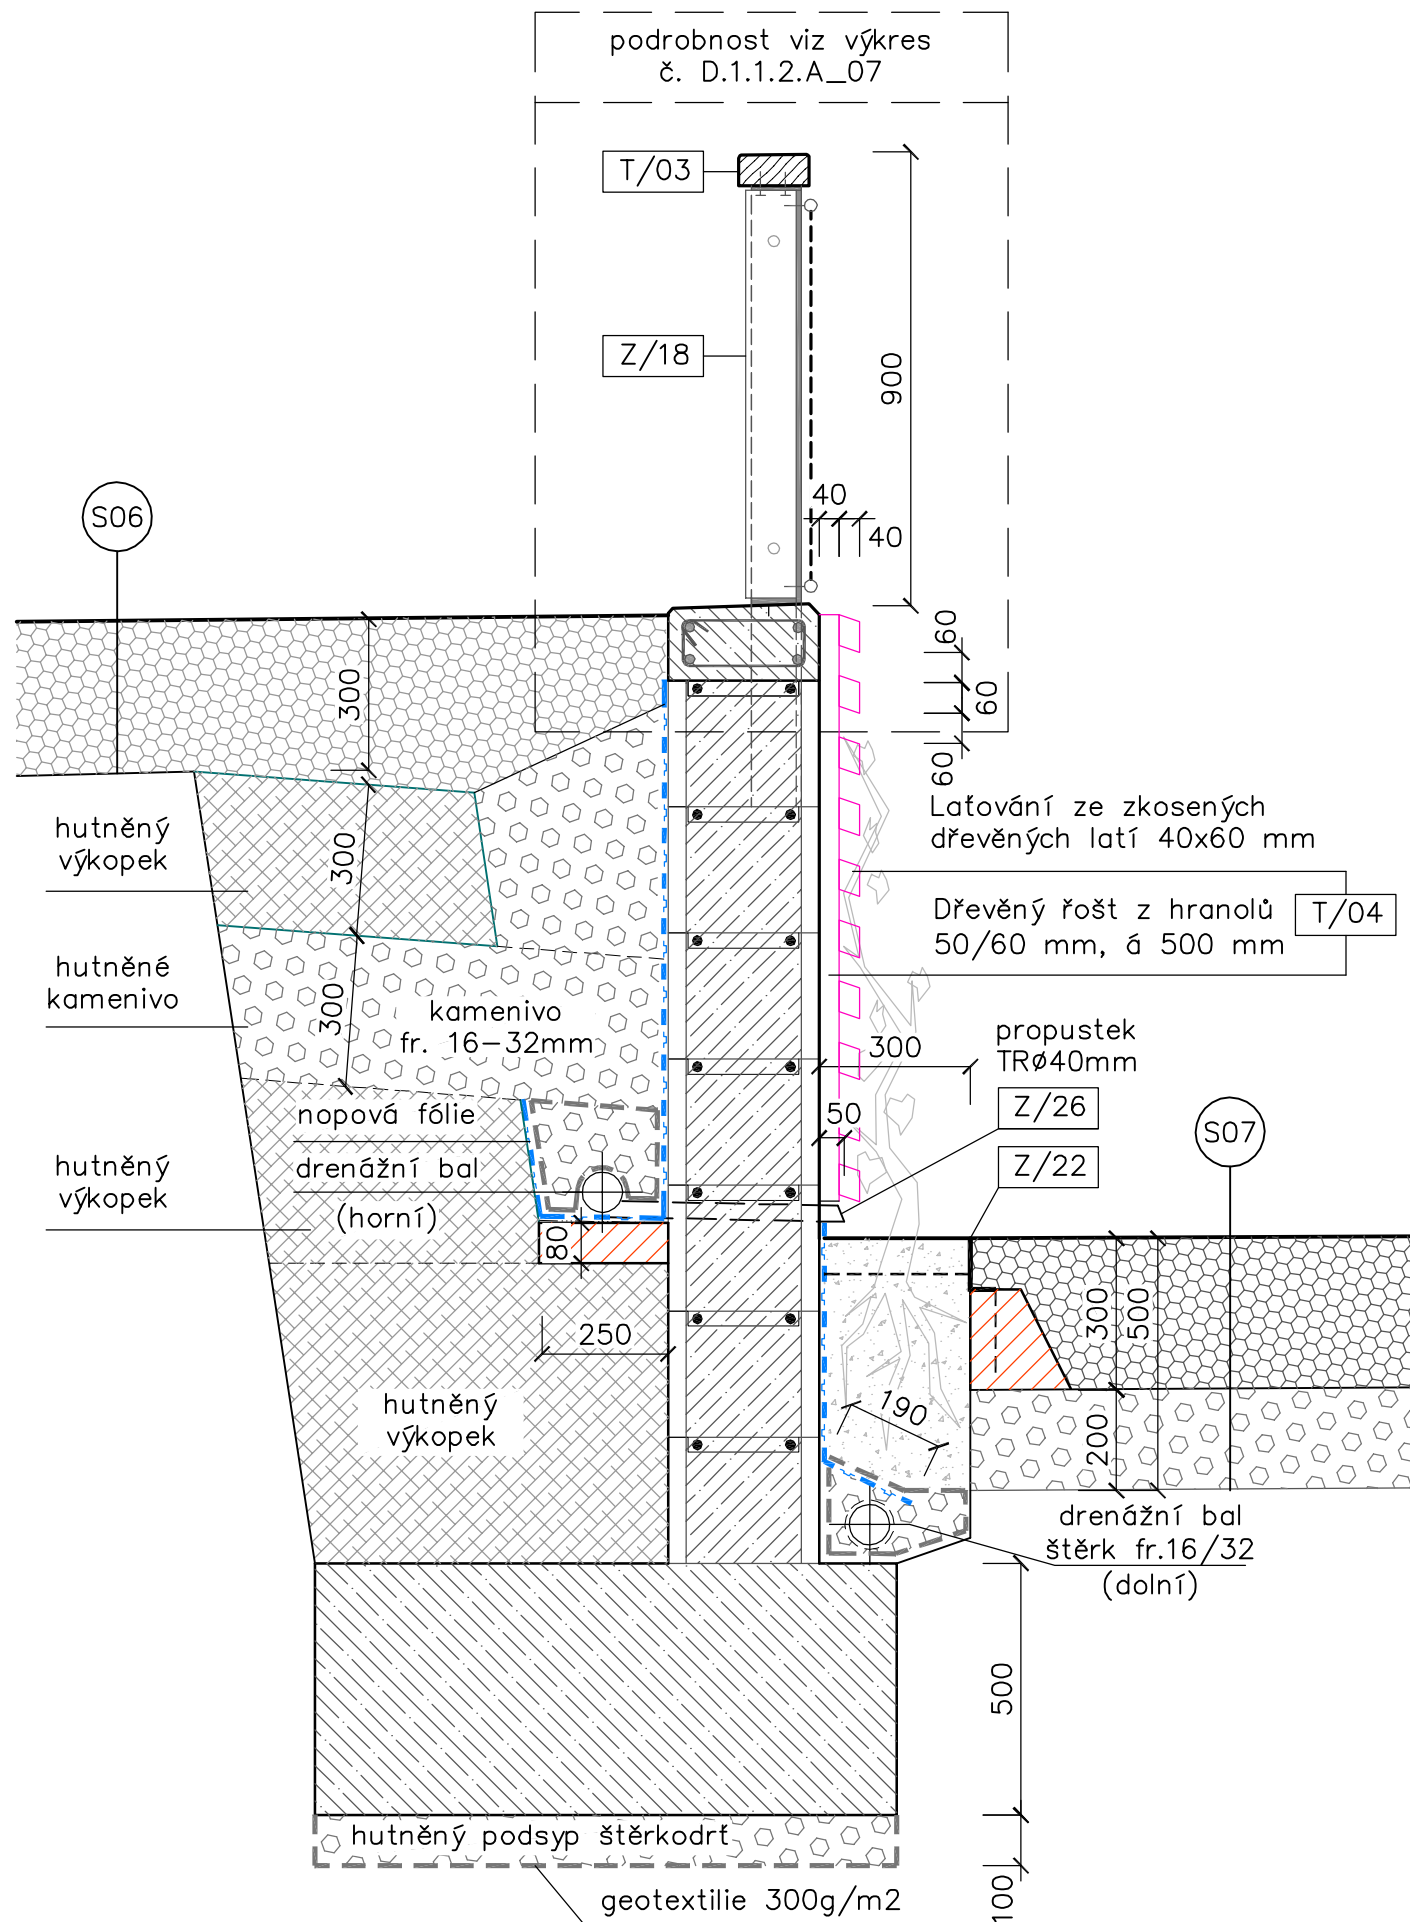 podrobnost viz výkres
č. D.1.1.2.A_07
T/03
Z/18
900
40
40
S06
60
60
60
300
hutněný
výkopek
300
Laťování ze zkosených
dřevěných latí 40x60 mm
Dřevěný řošt z hranolů
50/60 mm, á 500 mm
T/04
hutněné
kamenivo
300
kamenivo
fr. 16-32mm
300
propustek
TRø40mm
Z/26
50
nopová fólie
drenážní bal
(horní)
hutněný
výkopek
Z/22
S07
80
250
300
500
hutněný
výkopek
190
200
drenážní bal
štěrk fr.16/32
(dolní)
500
hutněný podsyp štěrkodrť
100
geotextilie 300g/m2